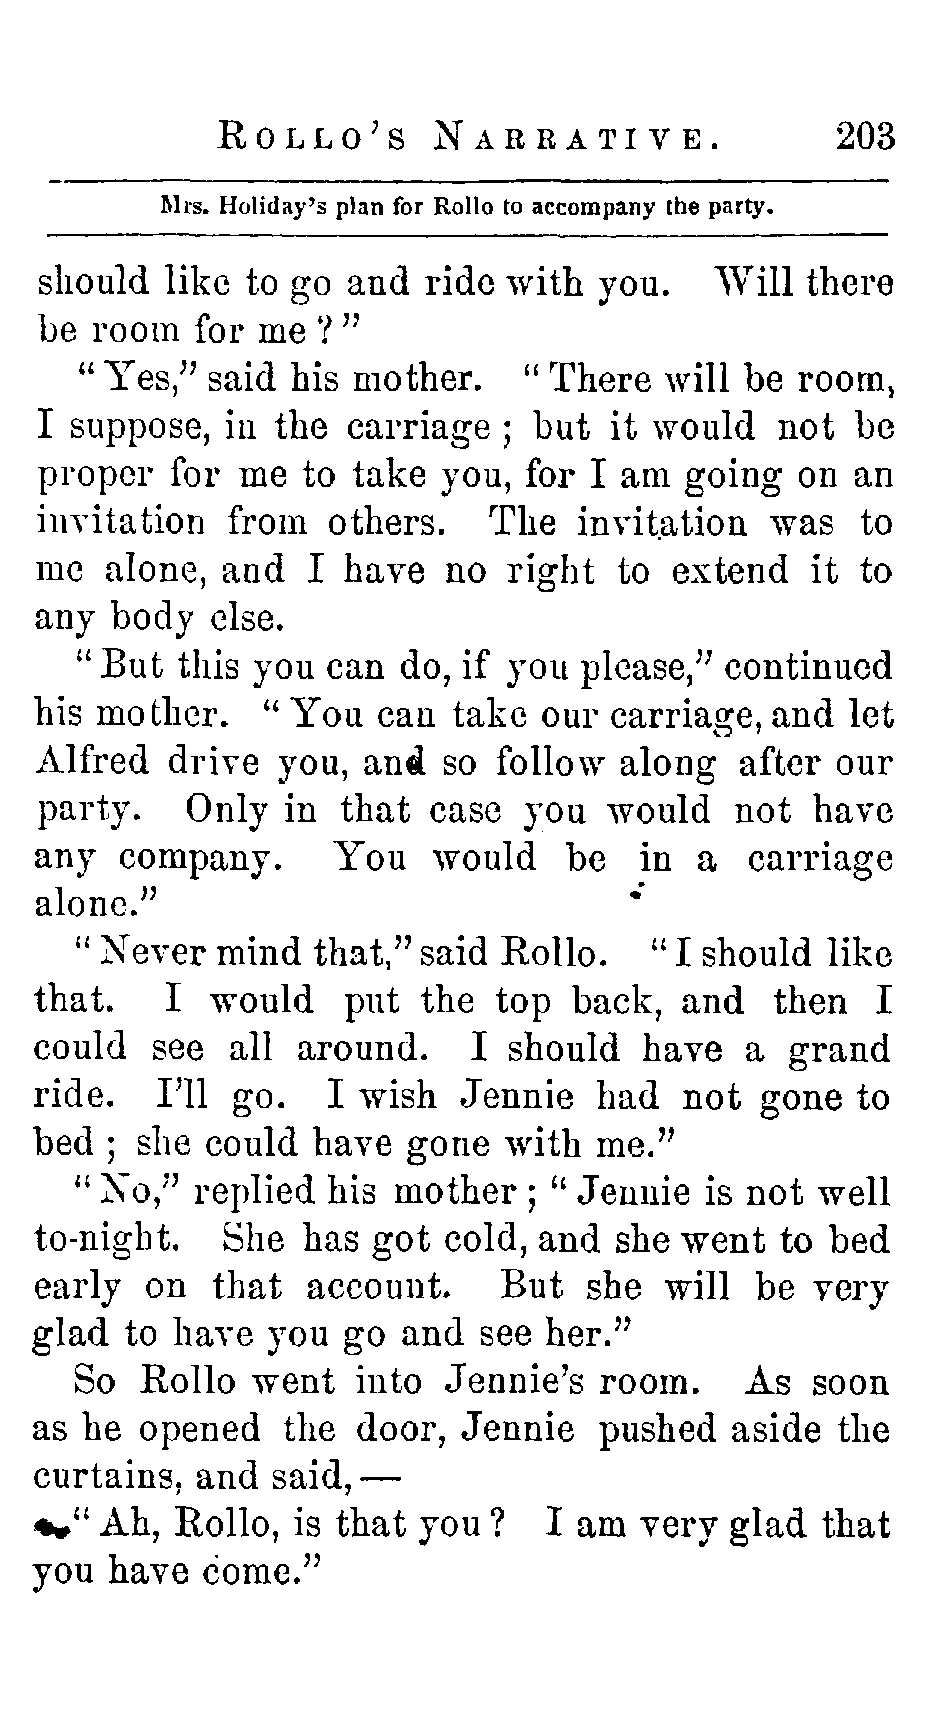 ROLLO'S NARRATIVE. 203
Mrs. Holiday's plan for Rollo to accompany the party.
should like to go and ride with you. Will there
be room for me?"
"Yes," said his mother. "There will be room,
I suppose, in the carriage; but it would not be
proper for me to take you, for I am going on an
invitation from others. The invitation was to
me alone, and I have no right to extend it to
any body else.
"But this you can do, if you please," continued
his mother. "You can take our carriage, and let
Alfred drive you, and so follow along after our
party. Only in that case you would not have
any company. You would be in a carriage
alone."
"Never mind that," said Rollo. "I should like
that. I would put the top back, and then I
could see all around. I should have a grand
ride. I'll go. I wish Jennie had not gone to
bed; she could have gone with me."
"No," replied his mother; "Jennie is not well
to-night. She has got cold, and she went to bed
early on that account. But she will be very
glad to have you go and see her."
So Rollo went into Jennie's room. As soon
as he opened the door, Jennie pushed aside the
curtains, and said,—
"Ah, Rollo, is that you? I am very glad that
you have come."